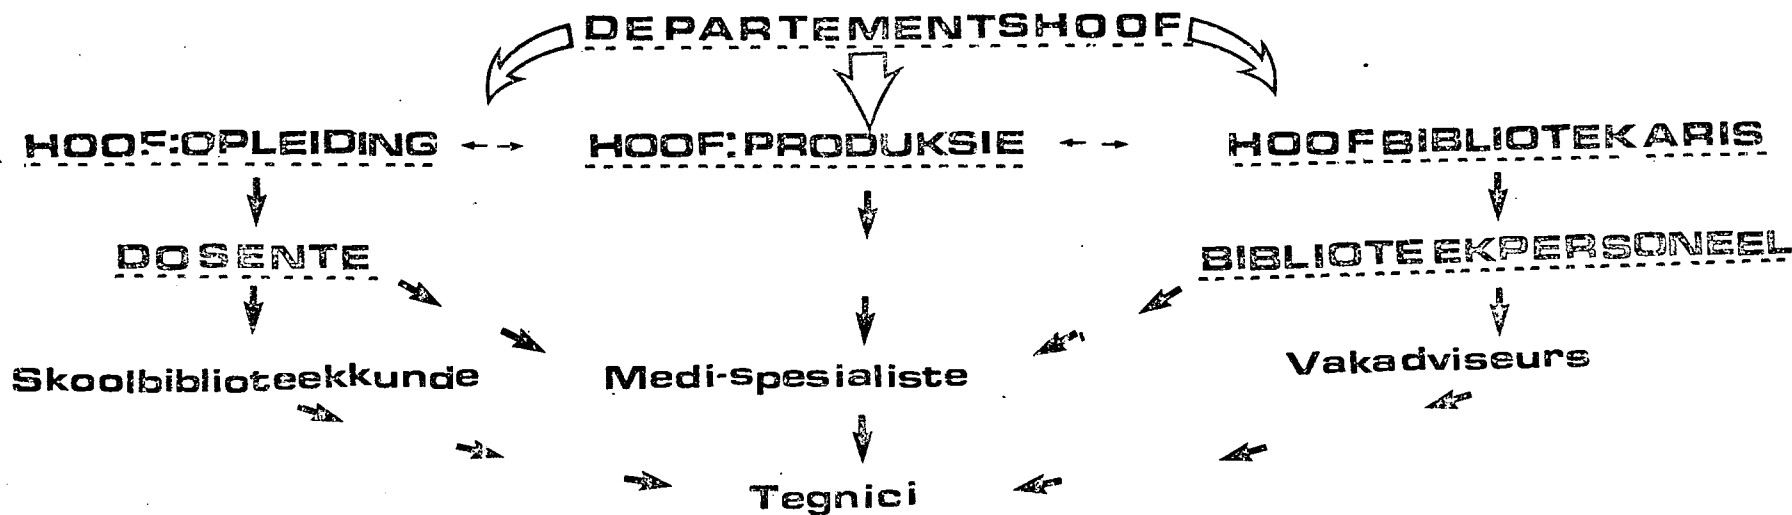 DEPARTEMENTSHOOF
HOOF:OPLEIDING
HOOF:PRODUKSIE
HOOFBIBLIOTEKARIS
DOSENTE
BIBLIOTEEKPERSONEEL
Skoolbiblioteekkunde
Medi-spesialiste
Vakadviseurs
Tegnici